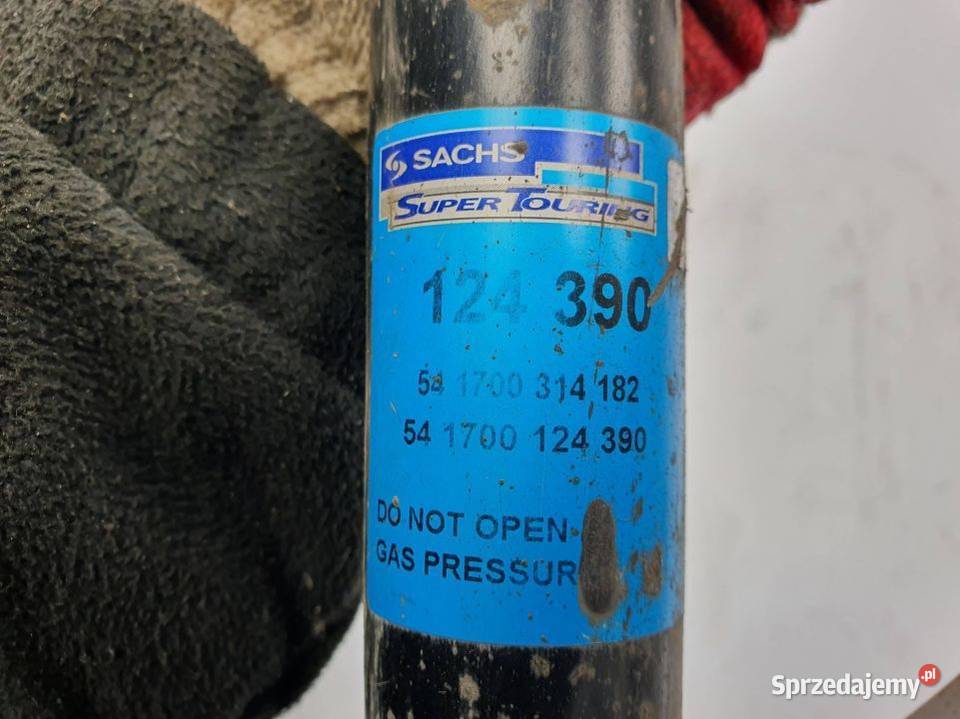 SACHS
SUPER TOURING
124 390
54 1700 314 182
54 1700 124 390
DO NOT OPEN
GAS PRESSUR
Sprzedajemy.pl